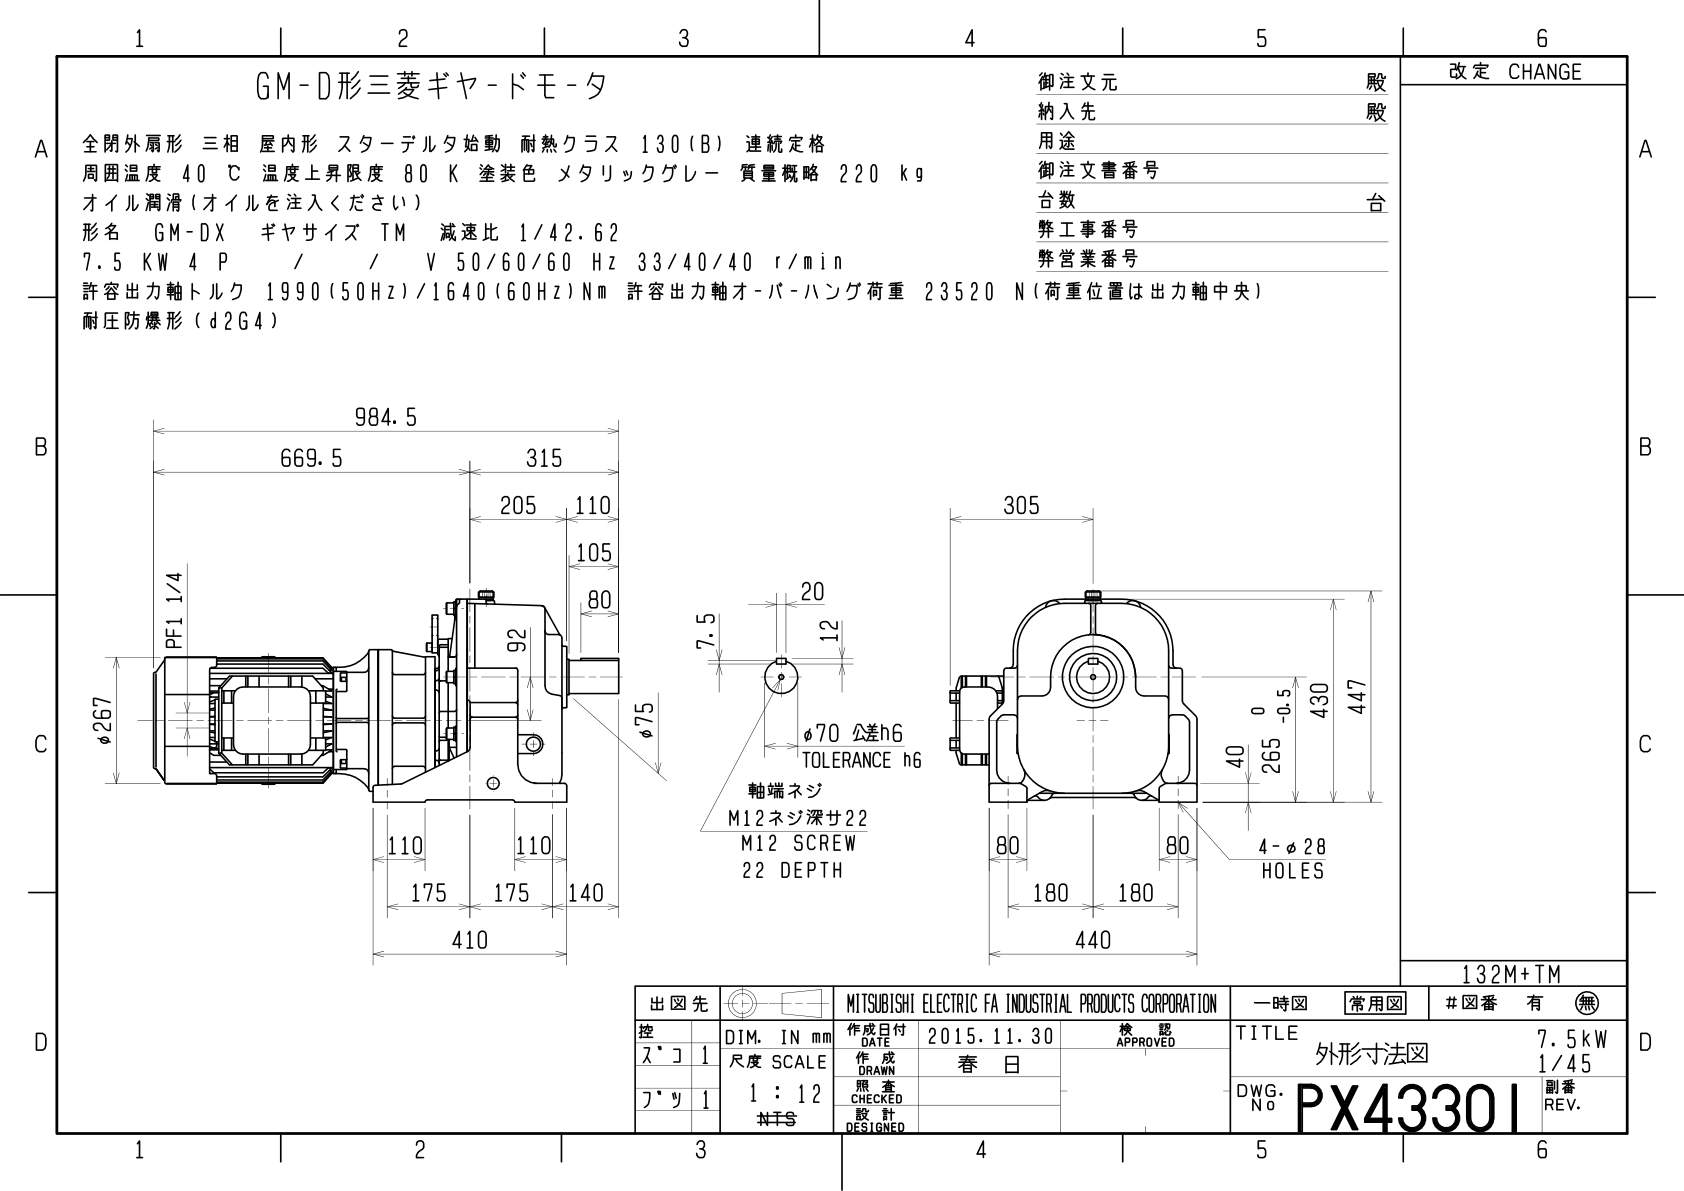 1 2 3 4 5 6
A B C D
GM-D形三菱ギヤ-ドモ-タ
全閉外扇形 三相 屋内形 スターデルタ始動 耐熱クラス 130(B) 連続定格
周囲温度 40 ℃ 温度上昇限度 80 K 塗装色 メタリックグレー 質量概略 220 kg
オイル潤滑(オイルを注入ください)
形名 GM-DX ギヤサイズ TM 減速比 1/42.62
7.5 KW 4 P / / V 50/60/60 Hz 33/40/40 r/min
許容出力軸トルク 1990(50Hz)/1640(60Hz)Nm 許容出力軸オ-バ-ハング荷重 23520 N(荷重位置は出力軸中央)
耐圧防爆形(d2G4)
御注文元 殿
納入先 殿
用途
御注文書番号
台数 台
弊工事番号
弊営業番号
改定 CHANGE
984.5
669.5 315
205 110
105
80
92
PF1 1/4
φ267
φ75
110 110
175 175 140
410
20
7.5
12
φ70 公差h6
TOLERANCE h6
軸端ネジ
M12ネジ深サ22
M12 SCREW
22 DEPTH
305
0
-0.5
265
40
430
447
80 80
4-φ28
HOLES
180 180
440
132M+TM
出図先
控
ズコ 1
ブツ 1
DIM. IN mm
尺度 SCALE
1 : 12
NTS
MITSUBISHI ELECTRIC FA INDUSTRIAL PRODUCTS CORPORATION
作成日付
DATE
2015.11.30
検 認
APPROVED
作 成
DRAWN
春 日
照 査
CHECKED
設 計
DESIGNED
一時図 常用図
#図番 有 無
TITLE
外形寸法図
7.5kW
1/45
DWG.
No
PX43301
副番
REV.
1 2 3 4 5 6
A B C D